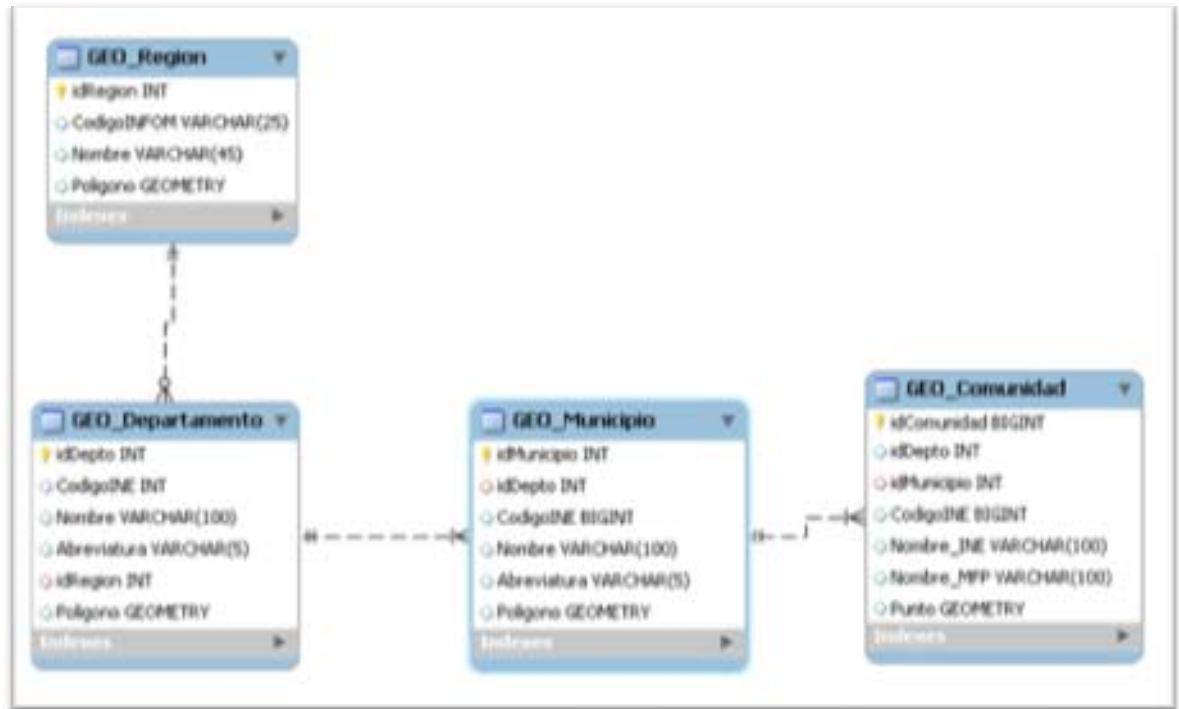 GEO_Region
idRegion INT
CodigoINFOM VARCHAR(25)
Nombre VARCHAR(45)
Poligono GEOMETRY
Indexes
GEO_Departamento
idDepto INT
CodigoINE INT
Nombre VARCHAR(100)
Abreviatura VARCHAR(5)
idRegion INT
Poligono GEOMETRY
Indexes
GEO_Municipio
idMunicipio INT
idDepto INT
CodigoINE BIGINT
Nombre VARCHAR(100)
Abreviatura VARCHAR(5)
Poligono GEOMETRY
Indexes
GEO_Comunidad
idComunidad BIGINT
idDepto INT
idMunicipio INT
CodigoINE BIGINT
Nombre_INE VARCHAR(100)
Nombre_MFP VARCHAR(100)
Punto GEOMETRY
Indexes